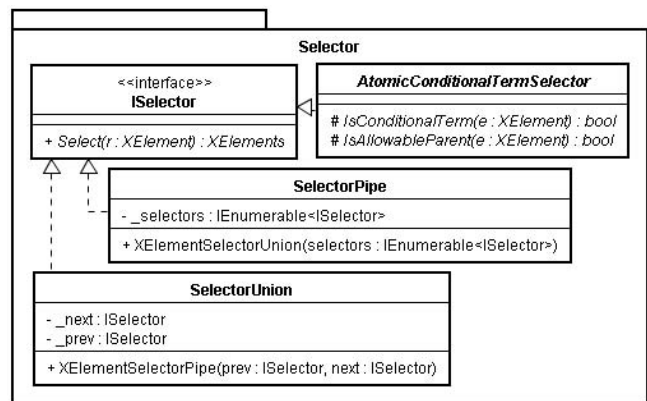 Selector
<<interface>>
ISelector
+ Select(r : XElement) : XElements
AtomicConditionalTermSelector
# IsConditionalTerm(e : XElement) : bool
# IsAllowableParent(e : XElement) : bool
SelectorPipe
- _selectors : IEnumerable<ISelector>
+ XElementSelectorUnion(selectors : IEnumerable<ISelector>)
SelectorUnion
- _next : ISelector
- _prev : ISelector
+ XElementSelectorPipe(prev : ISelector, next : ISelector)